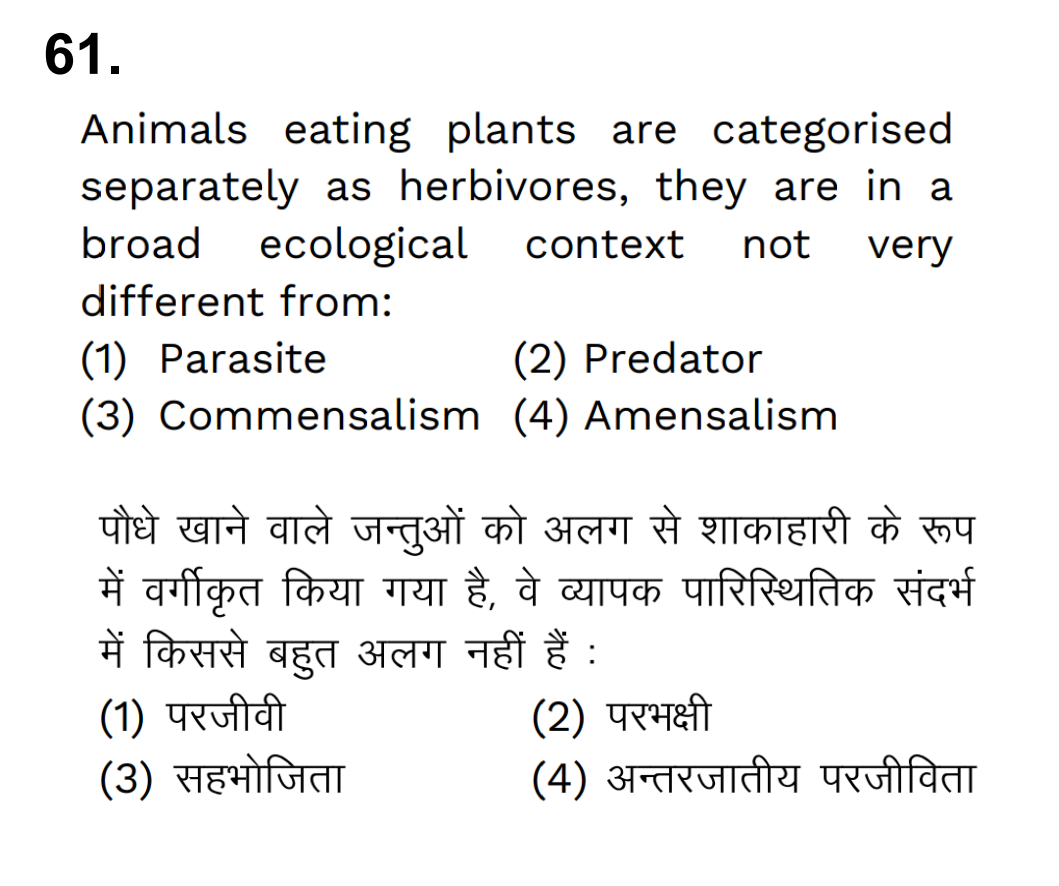 61.
Animals eating plants are categorised
separately as herbivores, they are in a
broad ecological context not very
different from:
(1) Parasite (2) Predator
(3) Commensalism (4) Amensalism
पौधे खाने वाले जन्तुओं को अलग से शाकाहारी के रूप
में वर्गीकृत किया गया है, वे व्यापक पारिस्थितिक संदर्भ
में किससे बहुत अलग नहीं हैं :
(1) परजीवी (2) परभक्षी
(3) सहभोजिता (4) अन्तरजातीय परजीविता